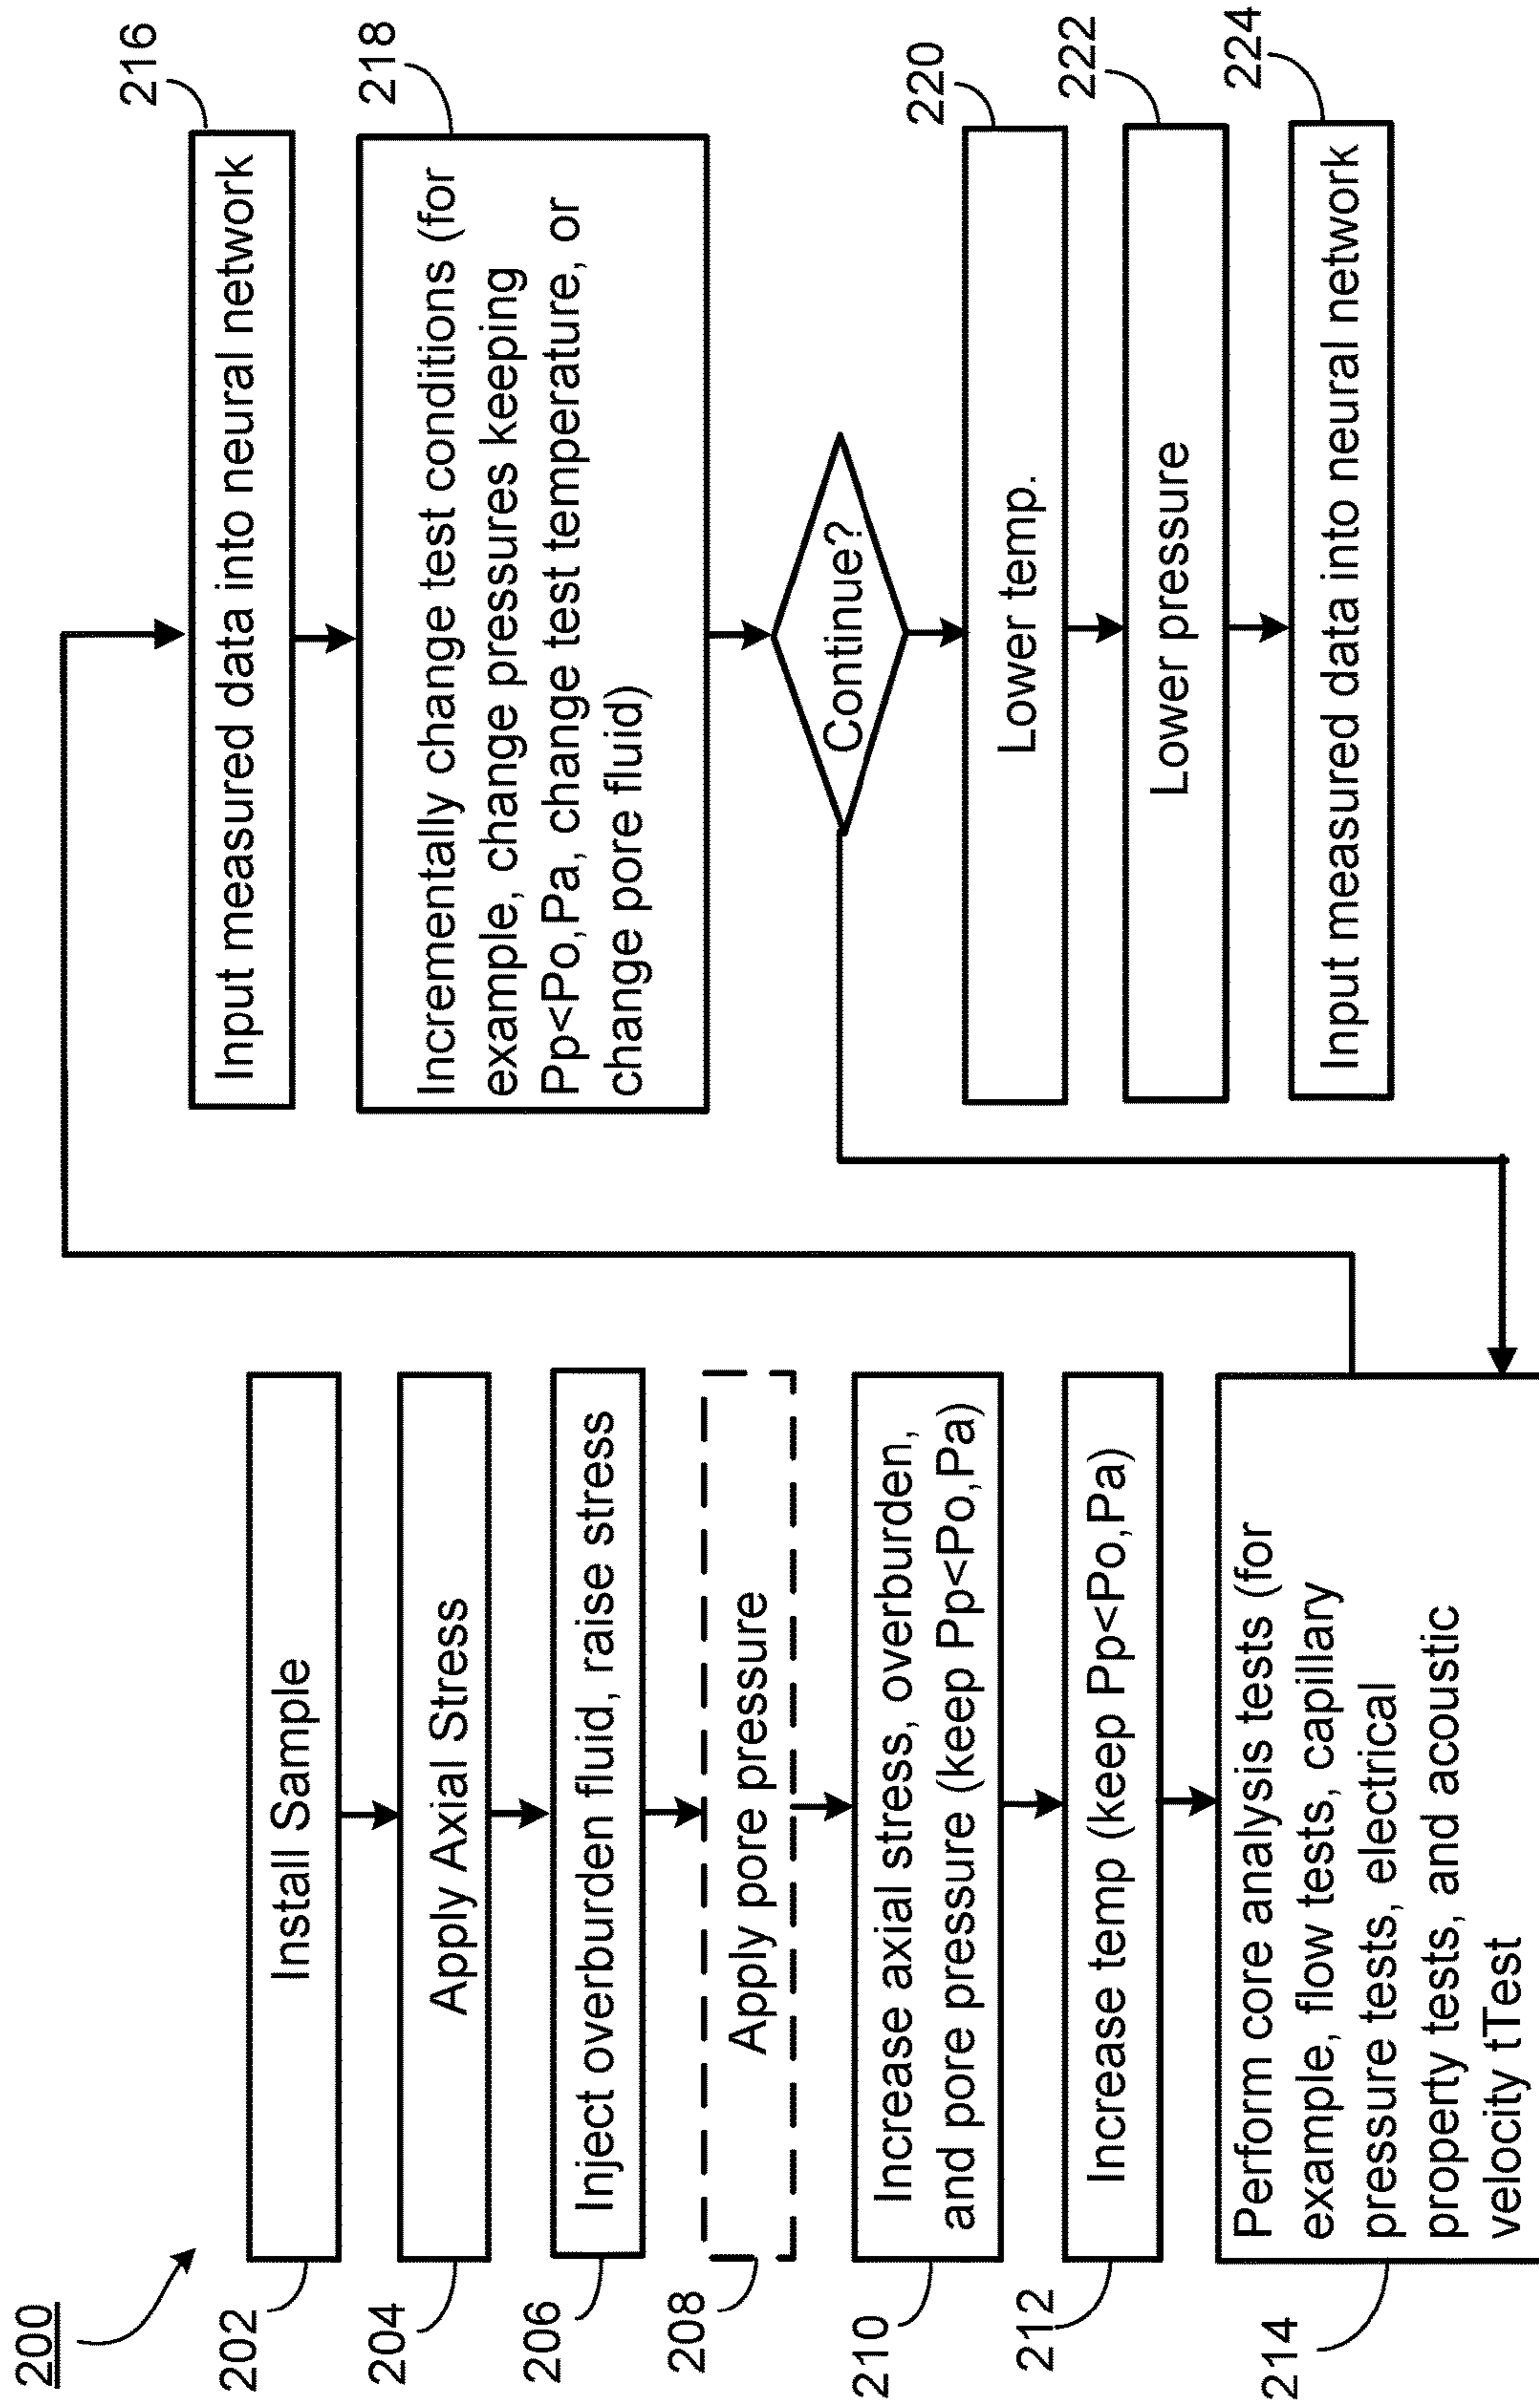 200
202
Install Sample
204
Apply Axial Stress
206
Inject overburden fluid, raise stress
208
Apply pore pressure
210
Increase axial stress, overburden,
and pore pressure (keep Pp<Po,Pa)
212
Increase temp (keep Pp<Po,Pa)
214
Perform core analysis tests (for
example, flow tests, capillary
pressure tests, electrical
property tests, and acoustic
velocity tTest
216
Input measured data into neural network
218
Incrementally change test conditions (for
example, change pressures keeping
Pp<Po,Pa, change test temperature, or
change pore fluid)
Continue?
220
Lower temp.
222
Lower pressure
224
Input measured data into neural network